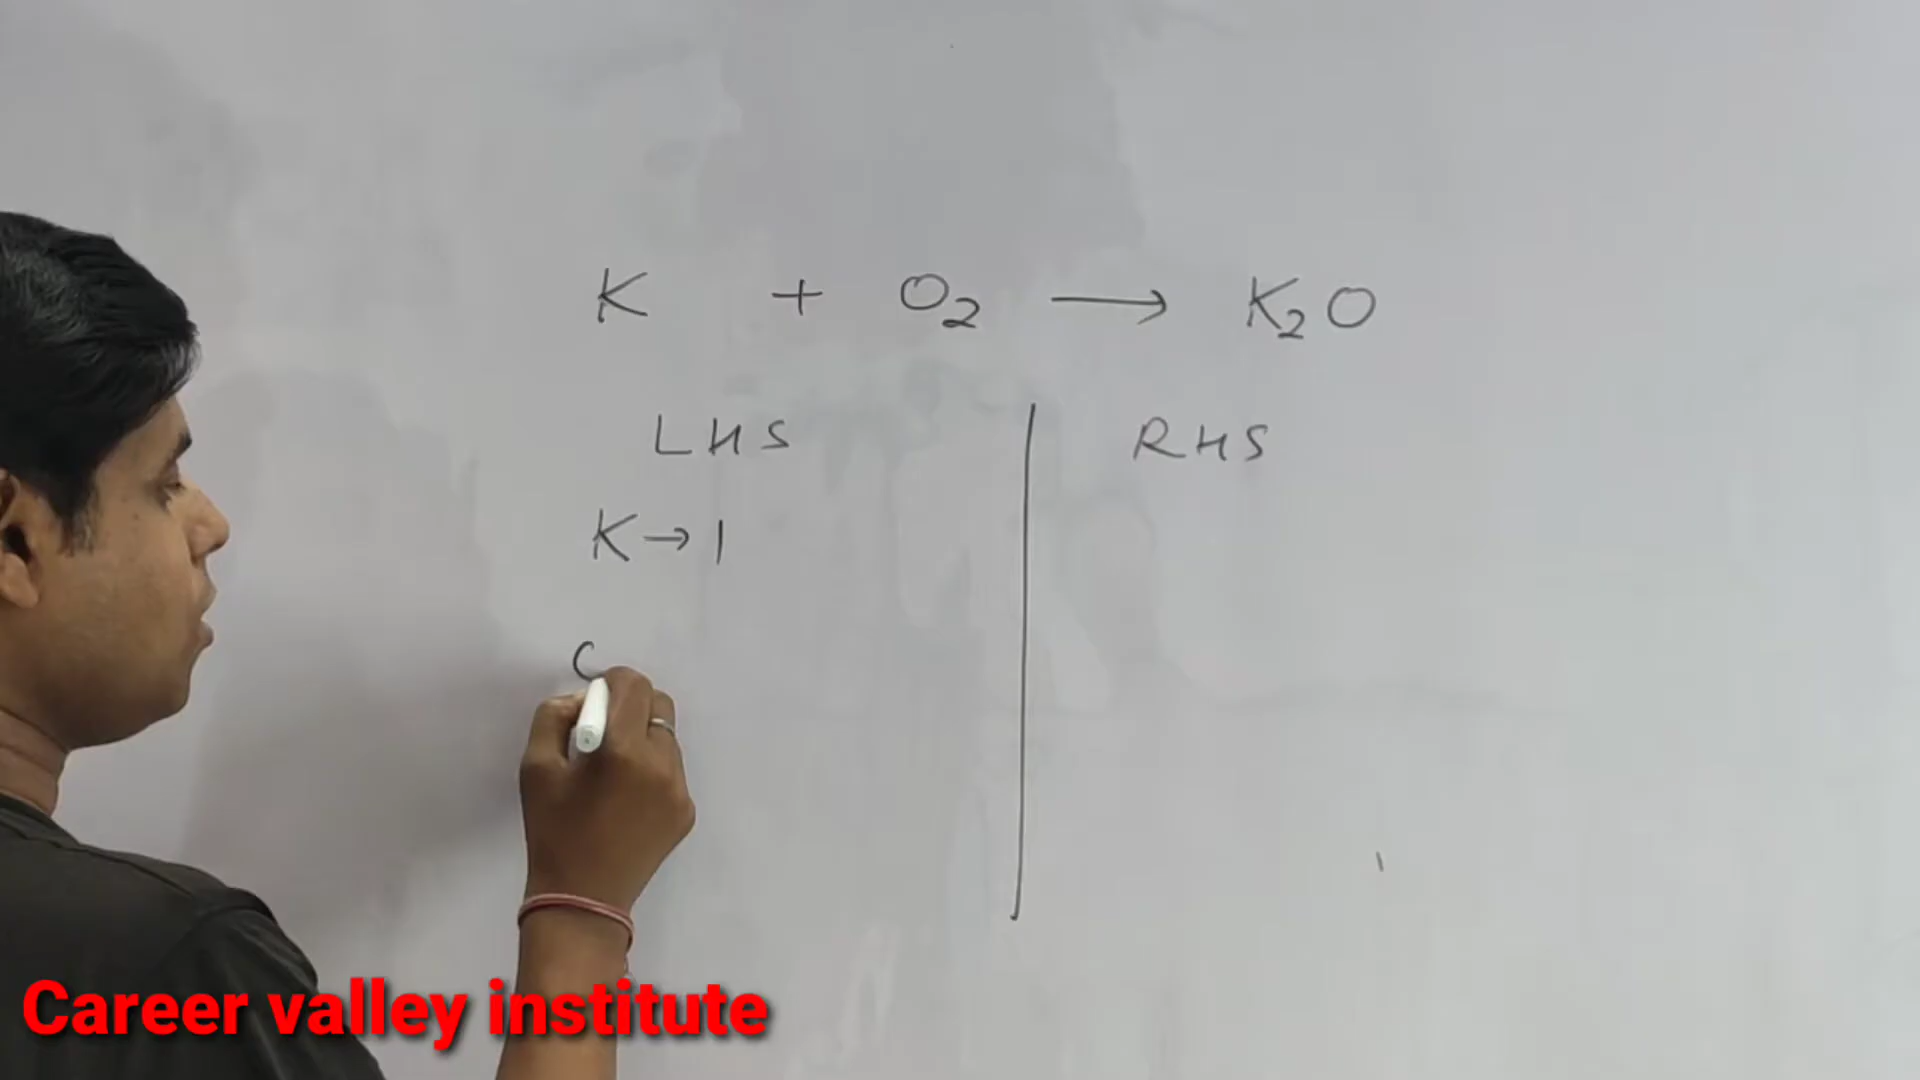 K + O₂ → K₂O
LHS RHS
K→1
Career valley institute